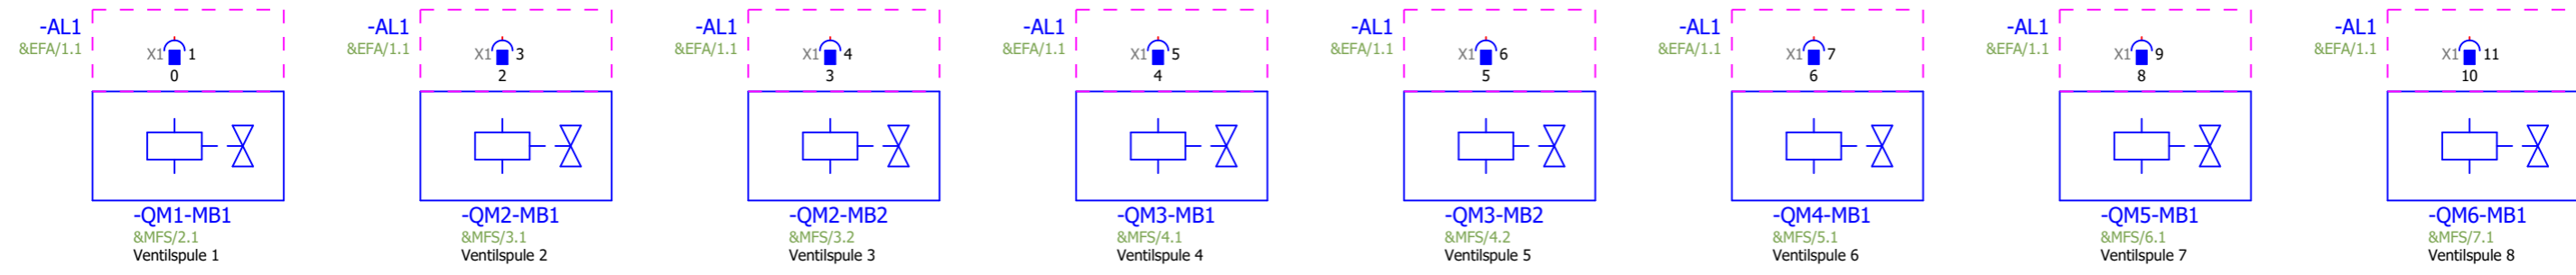 -AL1 -AL1 -AL1 -AL1 -AL1 -AL1 -AL1 -AL1
&EFA/1.1 &EFA/1.1 &EFA/1.1 &EFA/1.1 &EFA/1.1 &EFA/1.1 &EFA/1.1 &EFA/1.1
X1 1 X1 3 X1 4 X1 5 X1 6 X1 7 X1 9 X1 11
0 2 3 4 5 6 8 10
-QM1-MB1 -QM2-MB1 -QM2-MB2 -QM3-MB1 -QM3-MB2 -QM4-MB1 -QM5-MB1 -QM6-MB1
&MFS/2.1 &MFS/3.1 &MFS/3.2 &MFS/4.1 &MFS/4.2 &MFS/5.1 &MFS/6.1 &MFS/7.1
Ventilspule 1 Ventilspule 2 Ventilspule 3 Ventilspule 4 Ventilspule 5 Ventilspule 6 Ventilspule 7 Ventilspule 8